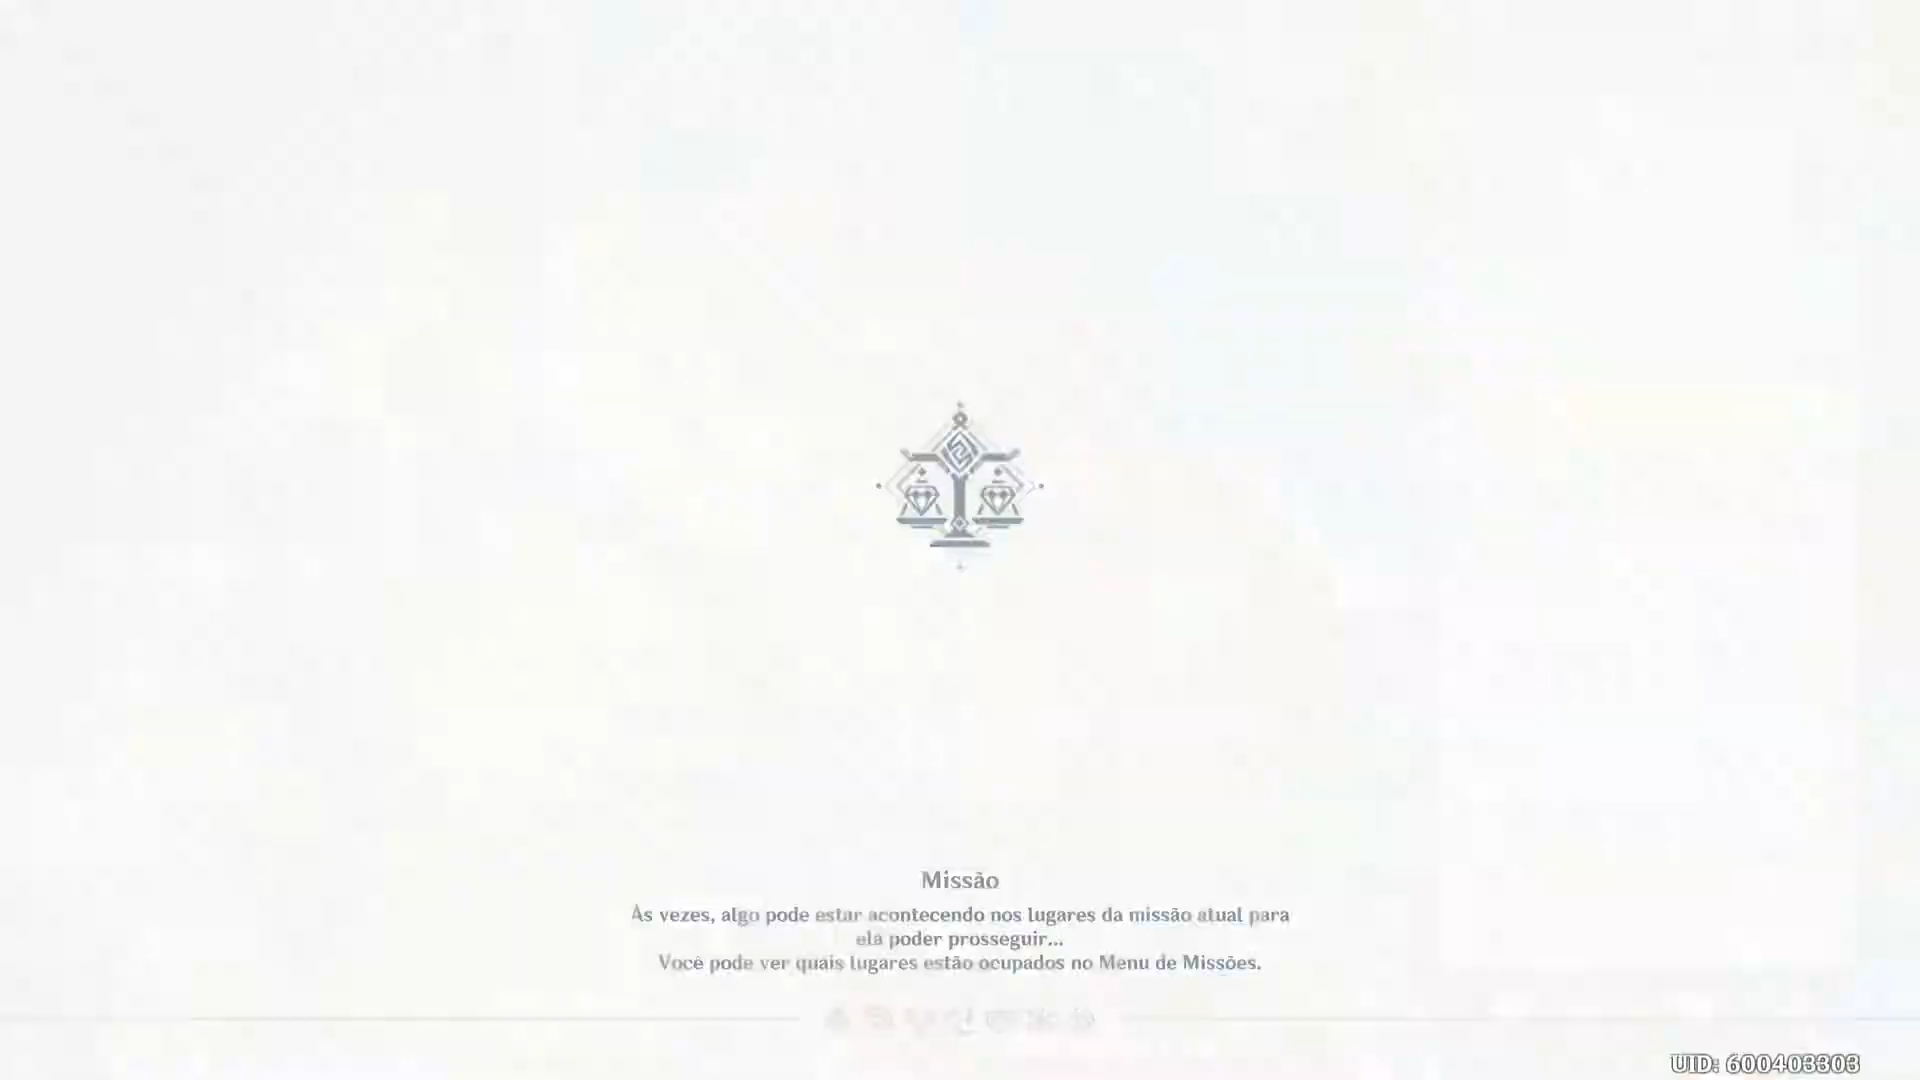 Missão
Às vezes, algo pode estar acontecendo nos lugares da missão atual para
ela poder prosseguir...
Você pode ver quais lugares estão ocupados no Menu de Missões.
UID: 600403303